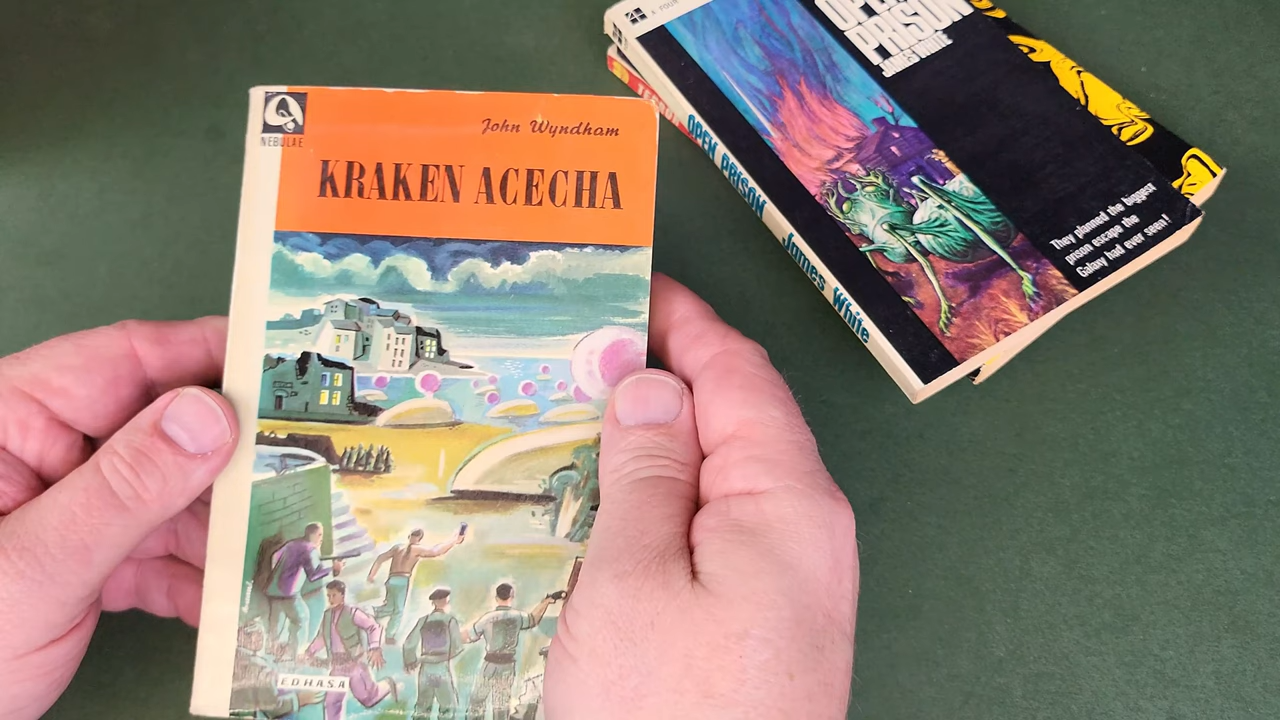 NEBULAE
John Wyndham
KRAKEN ACECHA
EDHASA
PRISON
JAMES WHITE
OPEN PRISON James White
They planned the biggest
prison escape the
Galaxy had ever seen!